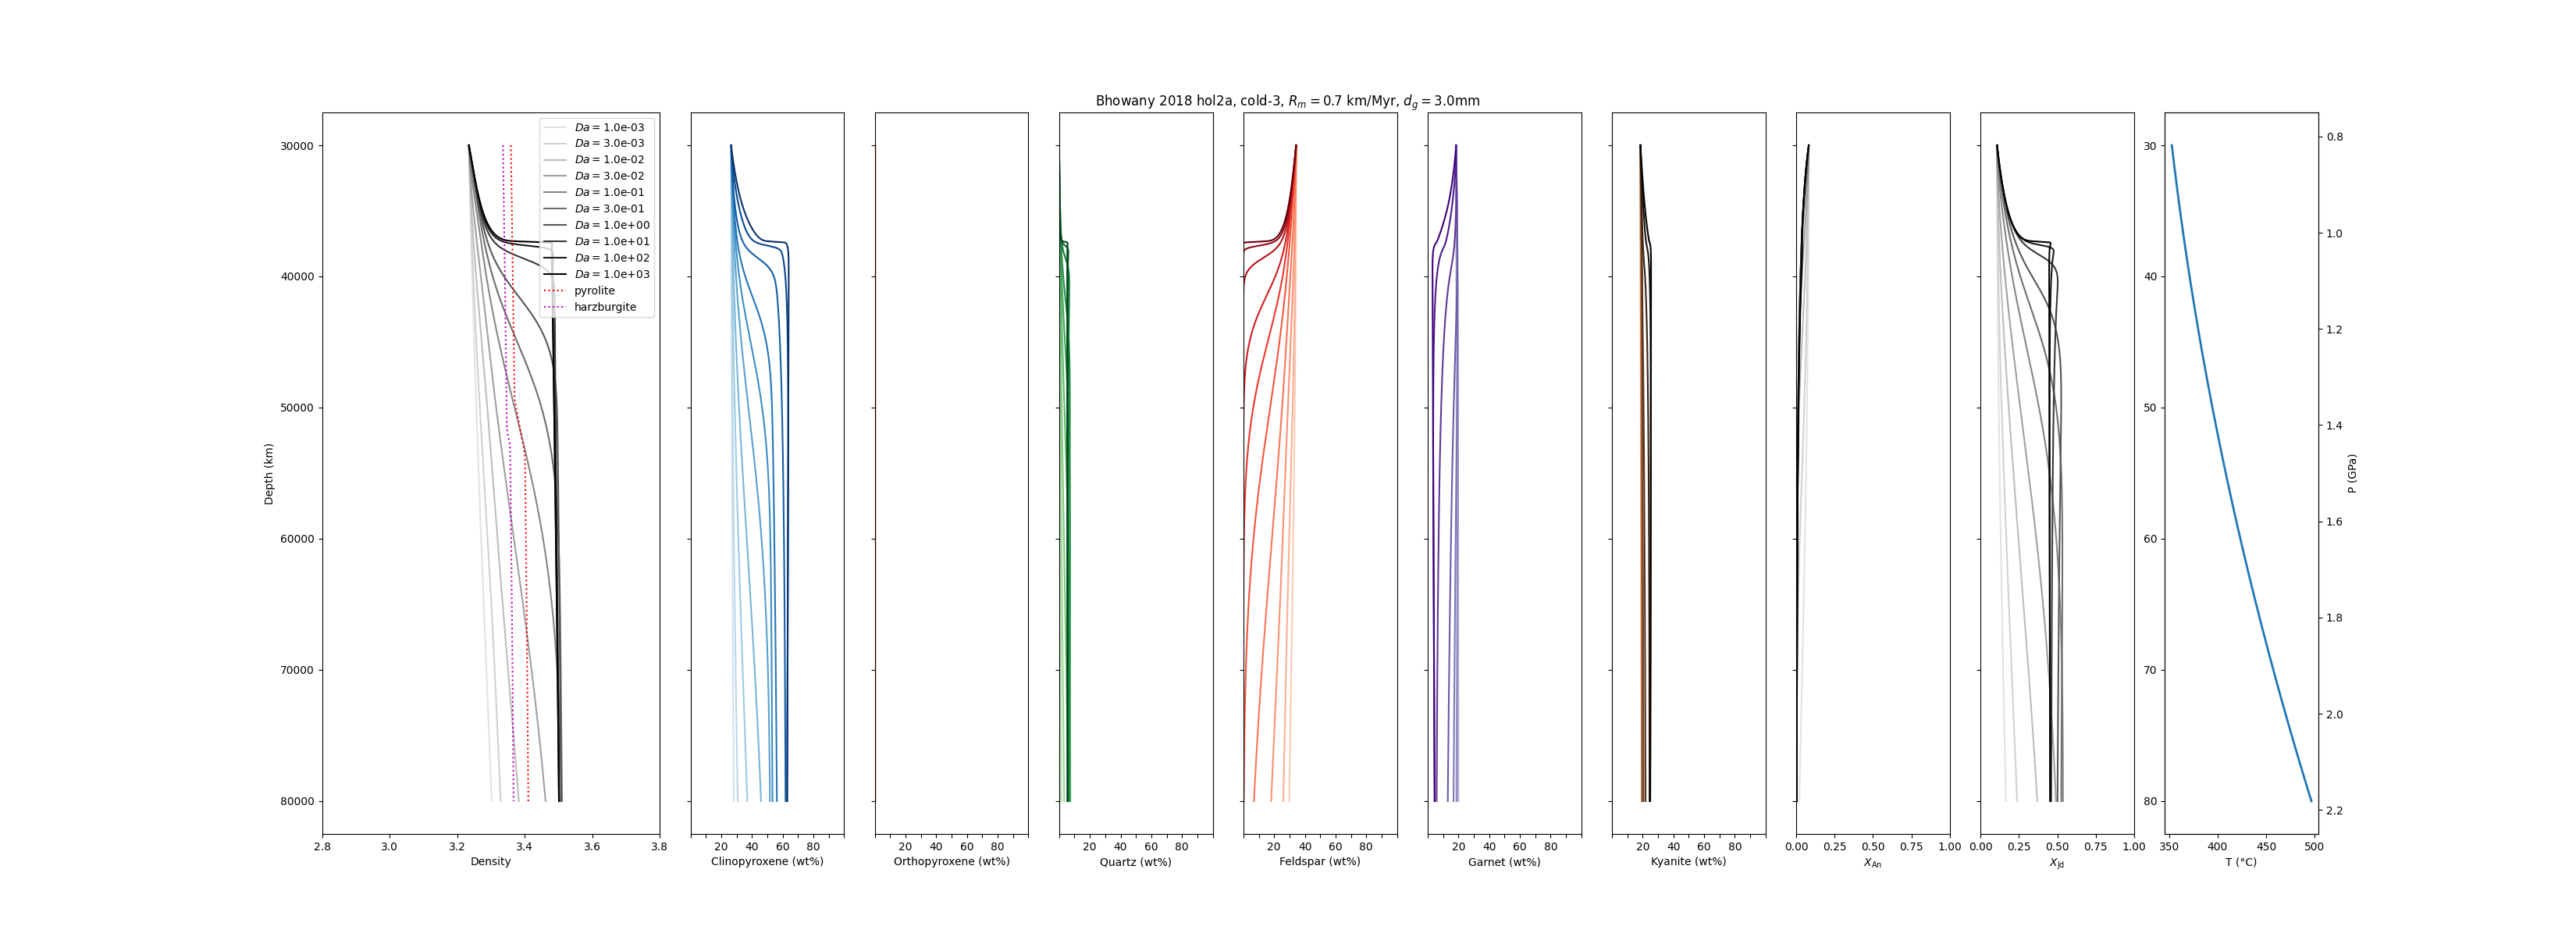 Bhowany 2018 hol2a, cold-3, R_m = 0.7 km/Myr, d_g = 3.0mm
Da = 1.0e-03
Da = 3.0e-03
Da = 1.0e-02
Da = 3.0e-02
Da = 1.0e-01
Da = 3.0e-01
Da = 1.0e+00
Da = 1.0e+01
Da = 1.0e+02
Da = 1.0e+03
pyrolite
harzburgite
Depth (km)
30000
40000
50000
60000
70000
80000
2.8 3.0 3.2 3.4 3.6 3.8
Density
20 40 60 80
Clinopyroxene (wt%)
20 40 60 80
Orthopyroxene (wt%)
20 40 60 80
Quartz (wt%)
20 40 60 80
Feldspar (wt%)
20 40 60 80
Garnet (wt%)
20 40 60 80
Kyanite (wt%)
0.00 0.25 0.50 0.75 1.00
X_An
0.00 0.25 0.50 0.75 1.00
X_Jd
30
40
50
60
70
80
350 400 450 500
T (°C)
0.8
1.0
1.2
1.4
1.6
1.8
2.0
2.2
P (GPa)